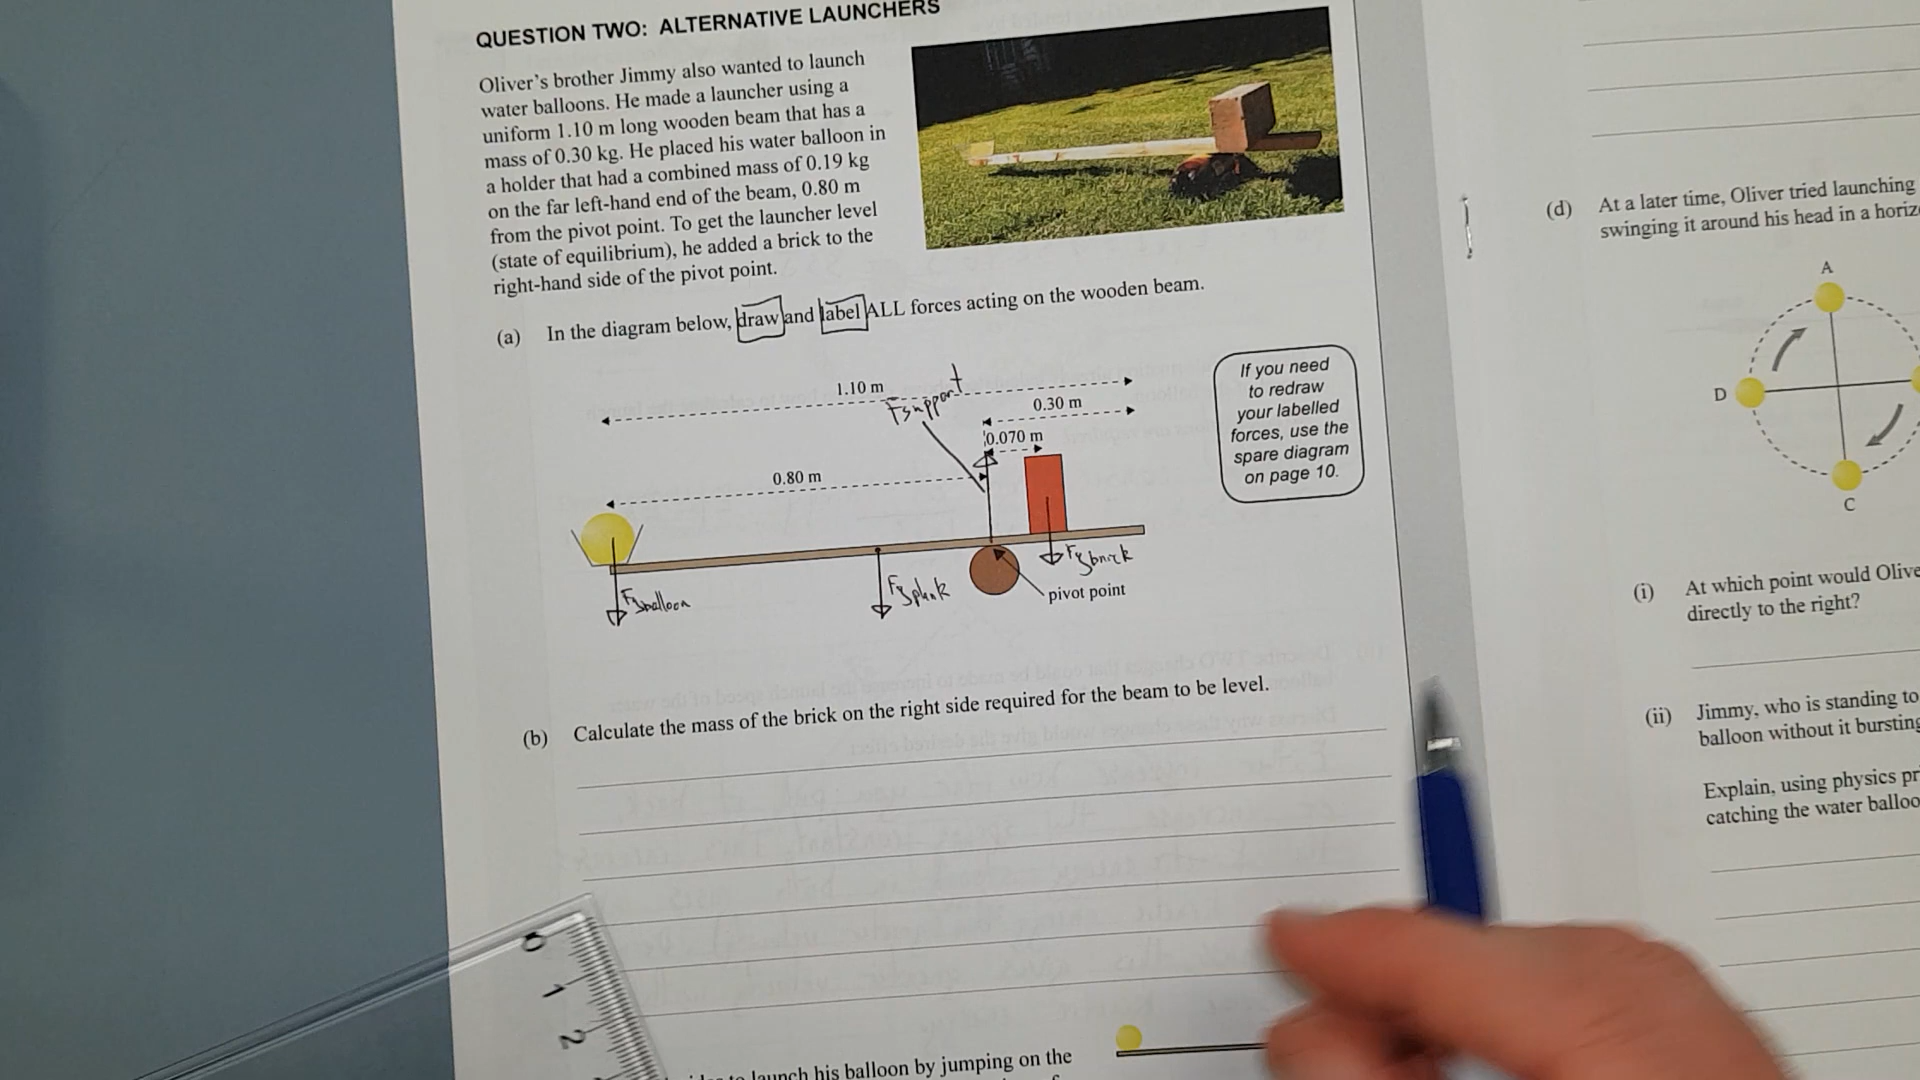 QUESTION TWO: ALTERNATIVE LAUNCHERS
Oliver's brother Jimmy also wanted to launch
water balloons. He made a launcher using a
uniform 1.10 m long wooden beam that has a
mass of 0.30 kg. He placed his water balloon in
a holder that had a combined mass of 0.19 kg
on the far left-hand end of the beam, 0.80 m
from the pivot point. To get the launcher level
(state of equilibrium), he added a brick to the
right-hand side of the pivot point.
(a) In the diagram below, draw and label ALL forces acting on the wooden beam.
1.10 m
Fsupport
0.30 m
0.070 m
0.80 m
Fg balloon
Fg plank
Fg brick
pivot point
If you need
to redraw
your labelled
forces, use the
spare diagram
on page 10.
(b) Calculate the mass of the brick on the right side required for the beam to be level.
launch his balloon by jumping on the
0
1
2
(d) At a later time, Oliver tried launching
swinging it around his head in a
A
D
C
(i) At which point would
directly to the right?
(ii) Jimmy, who is standing to
balloon without it
Explain, using physics
catching the water